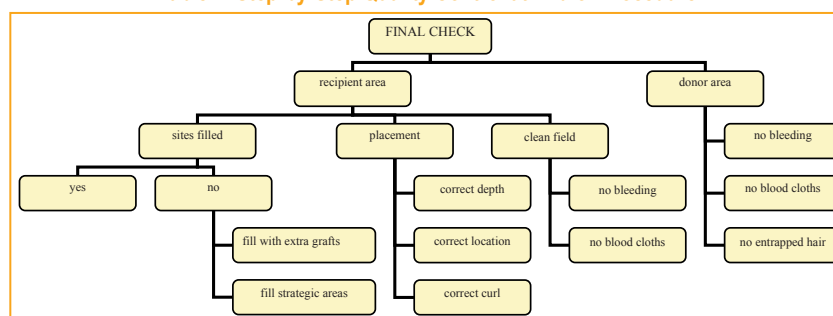 FINAL CHECK
recipient area
donor area
sites filled
placement
clean field
no bleeding
yes
no
correct depth
no bleeding
no blood cloths
fill with extra grafts
correct location
no blood cloths
no entrapped hair
fill strategic areas
correct curl